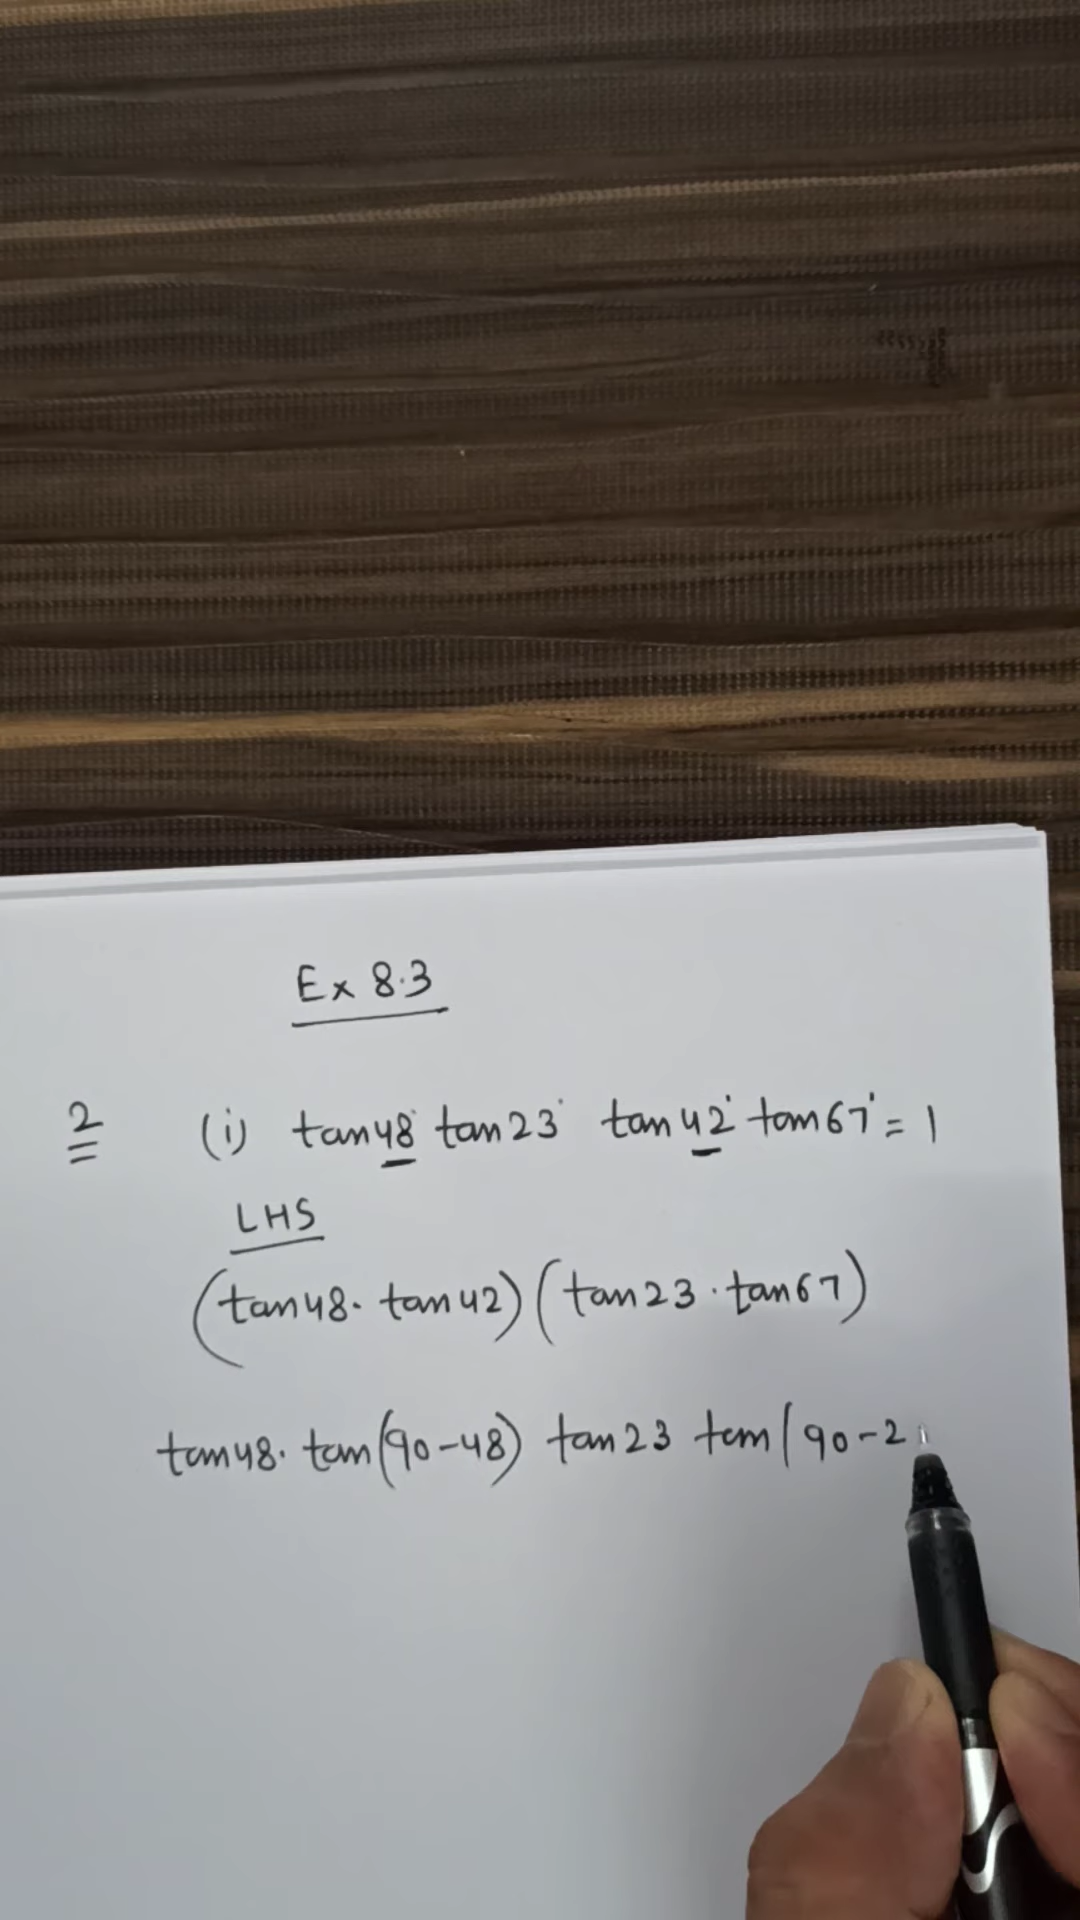 Ex 8.3
2 (i) tan48° tan23° tan42° tan67° = 1
LHS
(tan48. tan42)(tan23 . tan67)
tan48. tan(90-48) tan23 tan(90-2